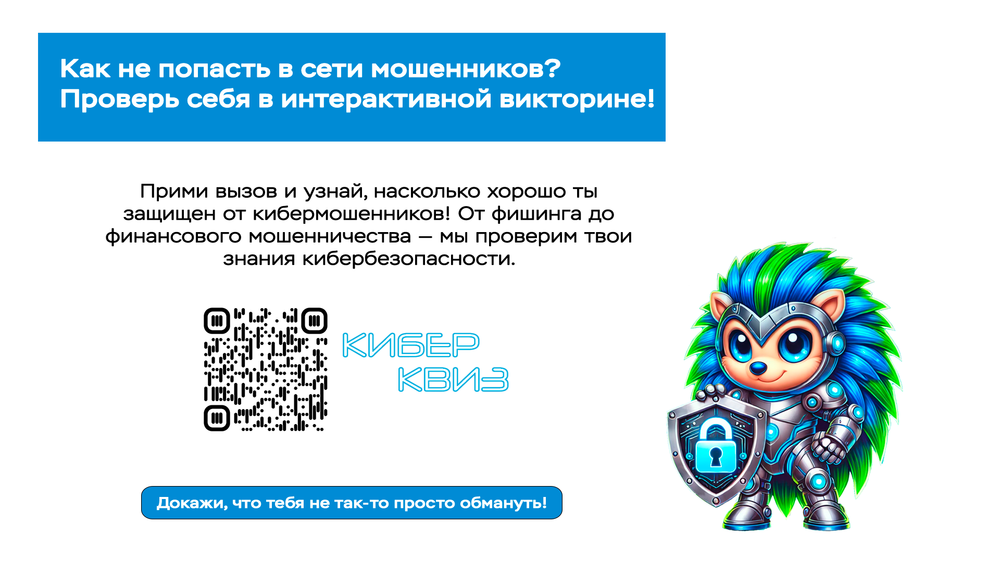 Как не попасть в сети мошенников?
Проверь себя в интерактивной викторине!
Прими вызов и узнай, насколько хорошо ты
защищен от кибермошенников! От фишинга до
финансового мошенничества — мы проверим твои
знания кибербезопасности.
КИБЕР
КВИЗ
Докажи, что тебя не так-то просто обмануть!